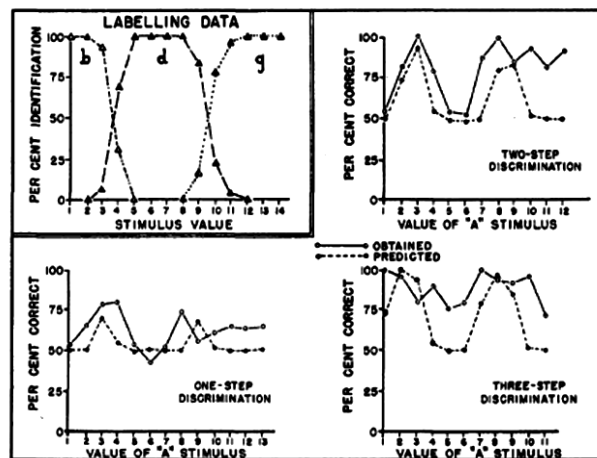 LABELLING DATA
b d g
PER CENT IDENTIFICATION
100
75
50
25
0
1 2 3 4 5 6 7 8 9 10 11 12 13 14
STIMULUS VALUE
PER CENT CORRECT
100
75
50
25
0
TWO-STEP
DISCRIMINATION
1 2 3 4 5 6 7 8 9 10 11 12
VALUE OF "A" STIMULUS
OBTAINED
PREDICTED
PER CENT CORRECT
100
75
50
25
0
ONE-STEP
DISCRIMINATION
1 2 3 4 5 6 7 8 9 10 11 12 13
VALUE OF "A" STIMULUS
PER CENT CORRECT
100
75
50
25
0
THREE-STEP
DISCRIMINATION
1 2 3 4 5 6 7 8 9 10 11
VALUE OF "A" STIMULUS